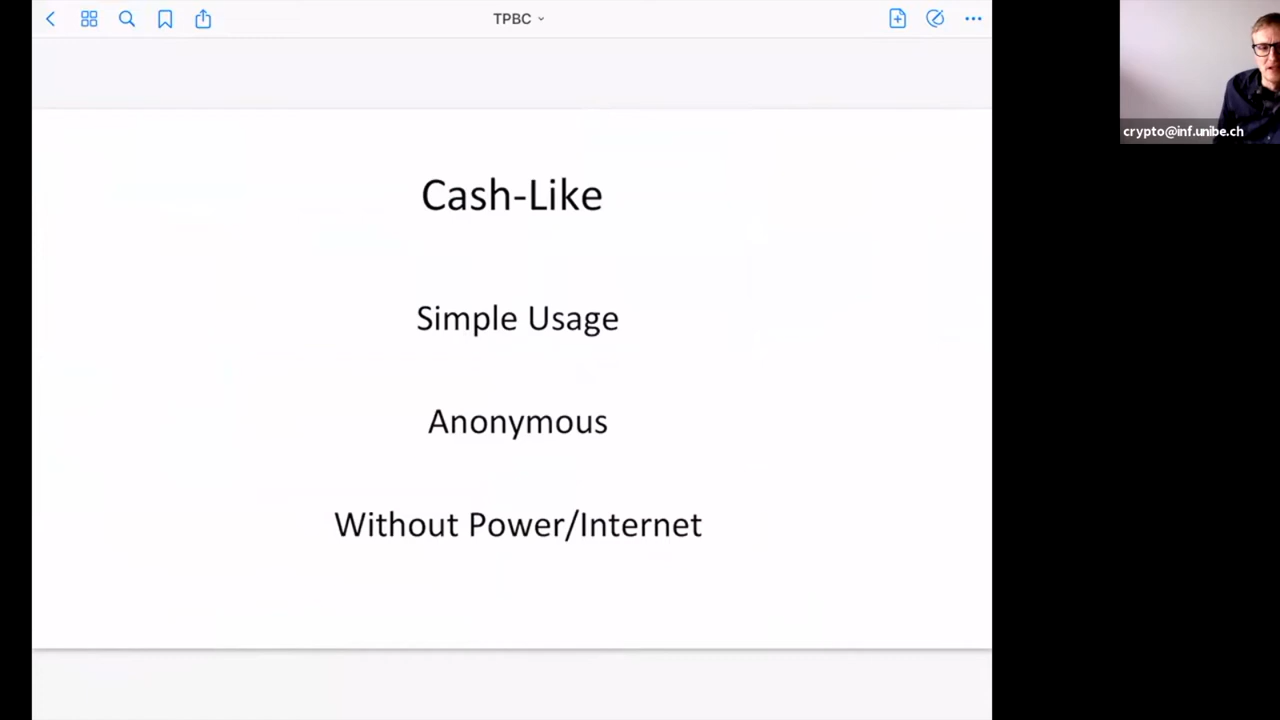 TPBC
crypto@inf.unibe.ch
Cash-Like
Simple Usage
Anonymous
Without Power/Internet